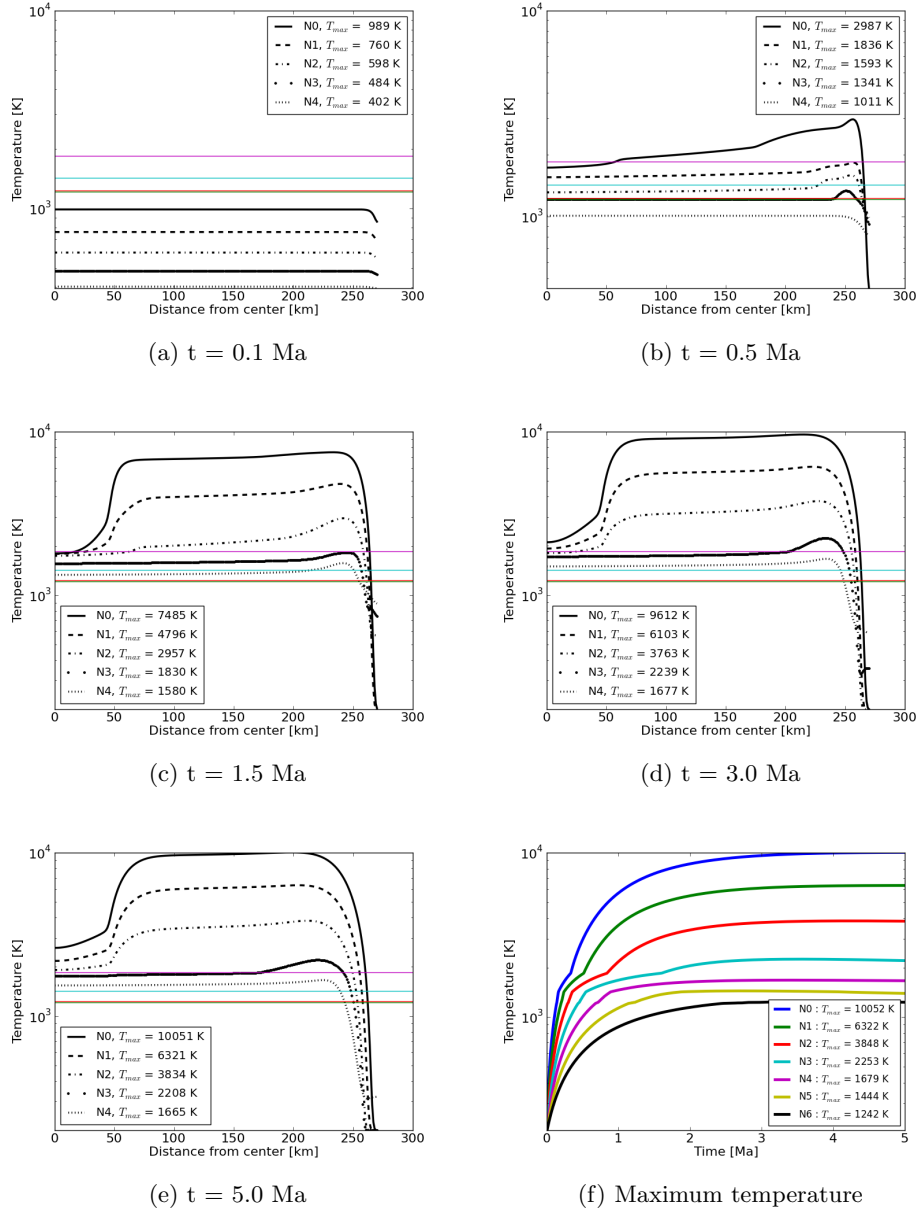 10^4
10^3
Temperature [K]
N0, T_max = 989 K
N1, T_max = 760 K
N2, T_max = 598 K
N3, T_max = 484 K
N4, T_max = 402 K
0 50 100 150 200 250 300
Distance from center [km]
(a) t = 0.1 Ma
10^4
10^3
Temperature [K]
N0, T_max = 2987 K
N1, T_max = 1836 K
N2, T_max = 1593 K
N3, T_max = 1341 K
N4, T_max = 1011 K
0 50 100 150 200 250 300
Distance from center [km]
(b) t = 0.5 Ma
10^4
10^3
Temperature [K]
N0, T_max = 7485 K
N1, T_max = 4796 K
N2, T_max = 2957 K
N3, T_max = 1830 K
N4, T_max = 1580 K
0 50 100 150 200 250 300
Distance from center [km]
(c) t = 1.5 Ma
10^4
10^3
Temperature [K]
N0, T_max = 9612 K
N1, T_max = 6103 K
N2, T_max = 3763 K
N3, T_max = 2239 K
N4, T_max = 1677 K
0 50 100 150 200 250 300
Distance from center [km]
(d) t = 3.0 Ma
10^4
10^3
Temperature [K]
N0, T_max = 10051 K
N1, T_max = 6321 K
N2, T_max = 3834 K
N3, T_max = 2208 K
N4, T_max = 1665 K
0 50 100 150 200 250 300
Distance from center [km]
(e) t = 5.0 Ma
10^4
10^3
Temperature [K]
N0 : T_max = 10052 K
N1 : T_max = 6322 K
N2 : T_max = 3848 K
N3 : T_max = 2253 K
N4 : T_max = 1679 K
N5 : T_max = 1444 K
N6 : T_max = 1242 K
0 1 2 3 4 5
Time [Ma]
(f) Maximum temperature